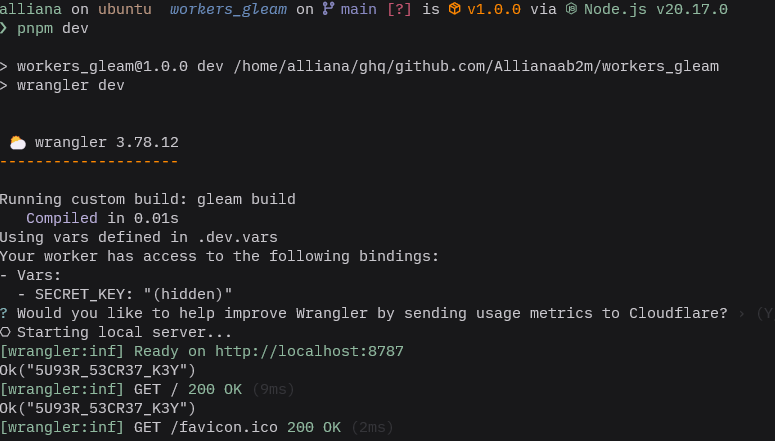 alliana on ubuntu workers_gleam on main [?] is v1.0.0 via Node.js v20.17.0
❯ pnpm dev
> workers_gleam@1.0.0 dev /home/alliana/ghq/github.com/Allianaab2m/workers_gleam
> wrangler dev
⛅ wrangler 3.78.12
--------------------
Running custom build: gleam build
Compiled in 0.01s
Using vars defined in .dev.vars
Your worker has access to the following bindings:
- Vars:
- SECRET_KEY: "(hidden)"
? Would you like to help improve Wrangler by sending usage metrics to Cloudflare? › (Y
⎔ Starting local server...
[wrangler:inf] Ready on http://localhost:8787
Ok("5U93R_53CR37_K3Y")
[wrangler:inf] GET / 200 OK (9ms)
Ok("5U93R_53CR37_K3Y")
[wrangler:inf] GET /favicon.ico 200 OK (2ms)